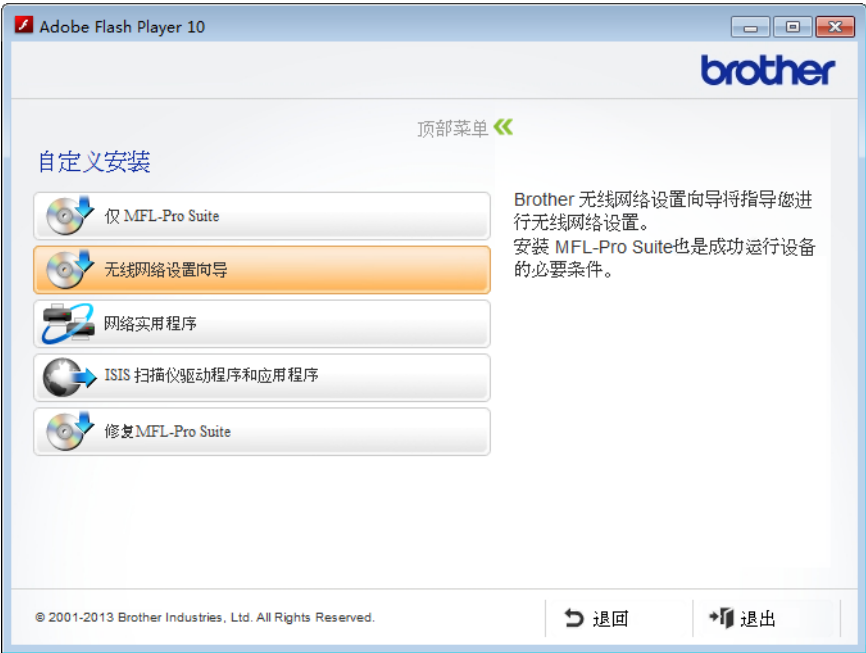 Adobe Flash Player 10
brother
顶部菜单
自定义安装
仅 MFL-Pro Suite
无线网络设置向导
网络实用程序
ISIS 扫描仪驱动程序和应用程序
修复MFL-Pro Suite
Brother 无线网络设置向导将指导您进
行无线网络设置。
安装 MFL-Pro Suite也是成功运行设备
的必要条件。
© 2001-2013 Brother Industries, Ltd. All Rights Reserved.
退回
退出